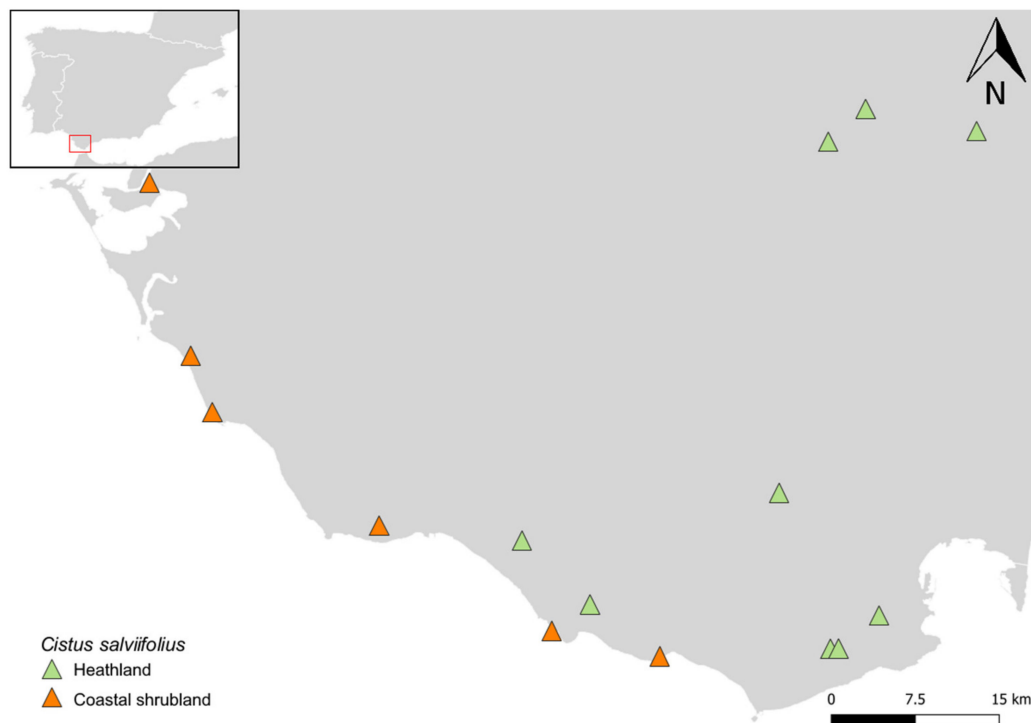 N
Cistus salviifolius
Heathland
Coastal shrubland
0 7.5 15 km